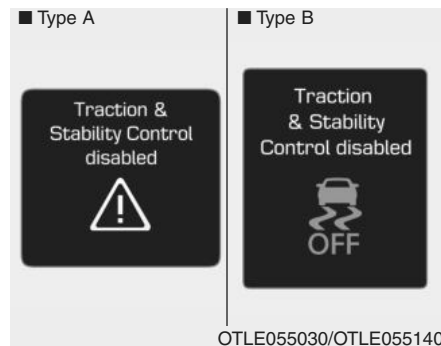 ■ Type A
Traction &
Stability Control
disabled
■ Type B
Traction
& Stability
Control disabled
OFF
OTLE055030/OTLE055140